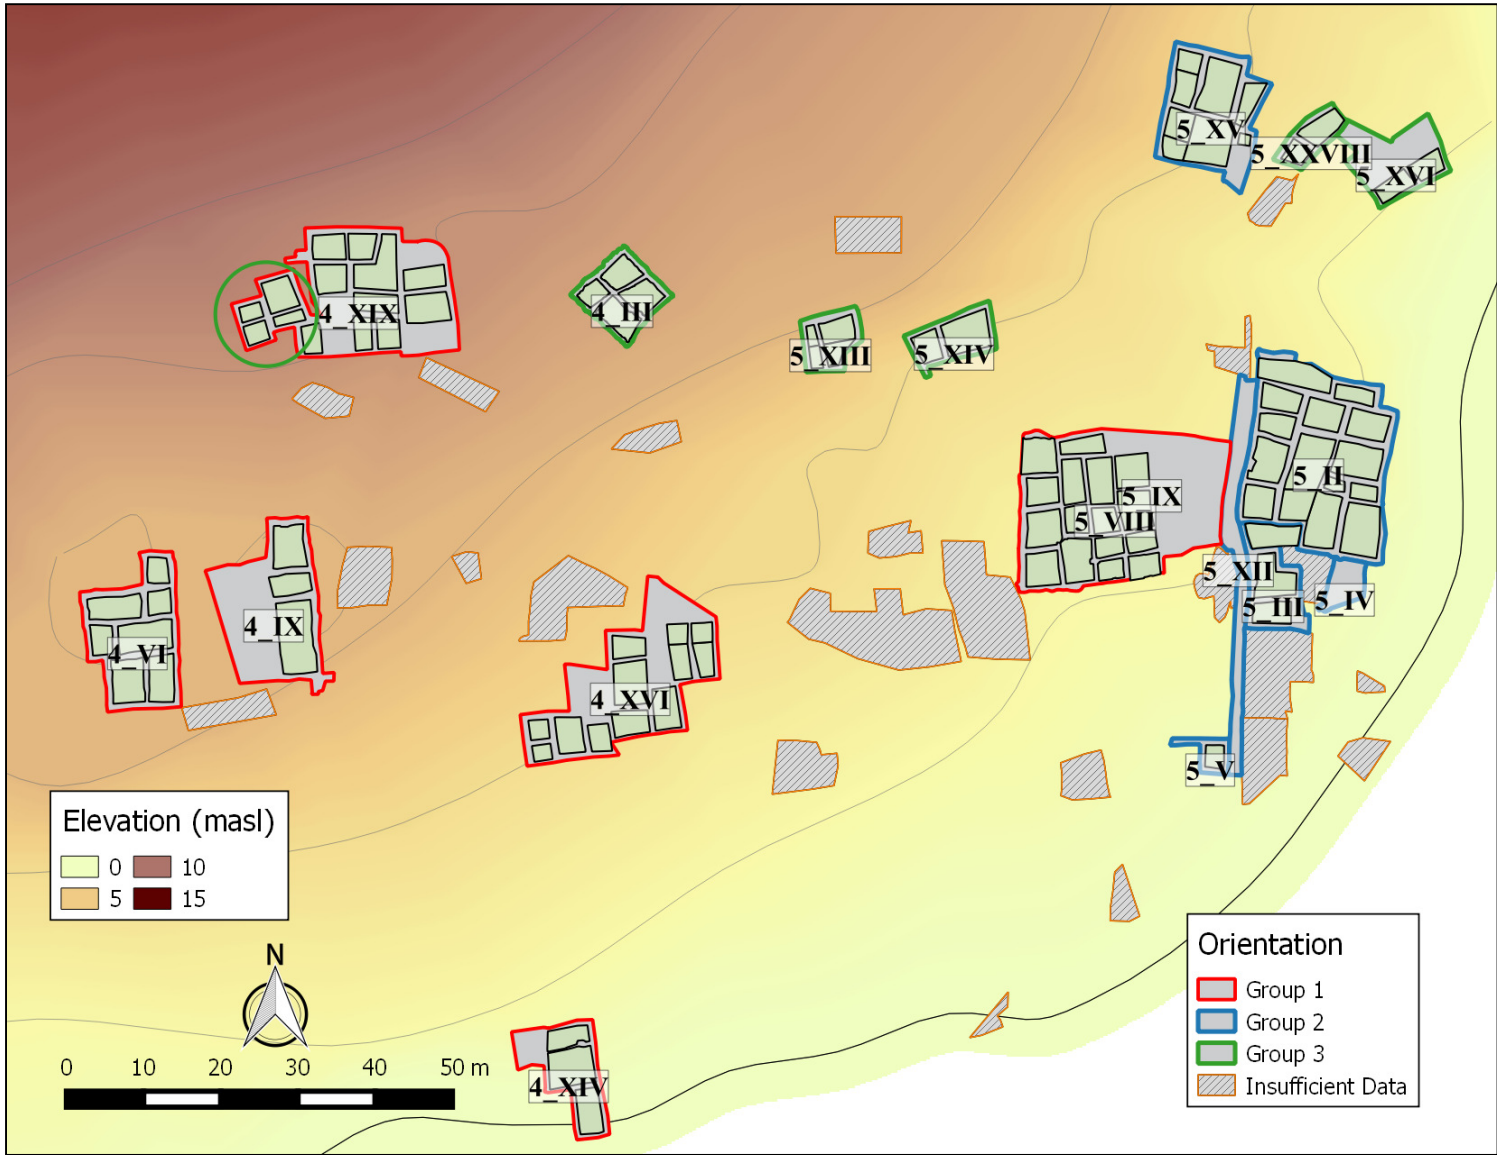 5_XV
5_XXVIII
5_XVI
4_XIX
4_III
5_XIII
5_XIV
5_II
5_IX
5_VIII
5_XII
5_III
5_IV
4_VI
4_IX
4_XVI
5_V
4_XIV
Elevation (masl)
0 10
5 15
N
0 10 20 30 40 50 m
Orientation
Group 1
Group 2
Group 3
Insufficient Data